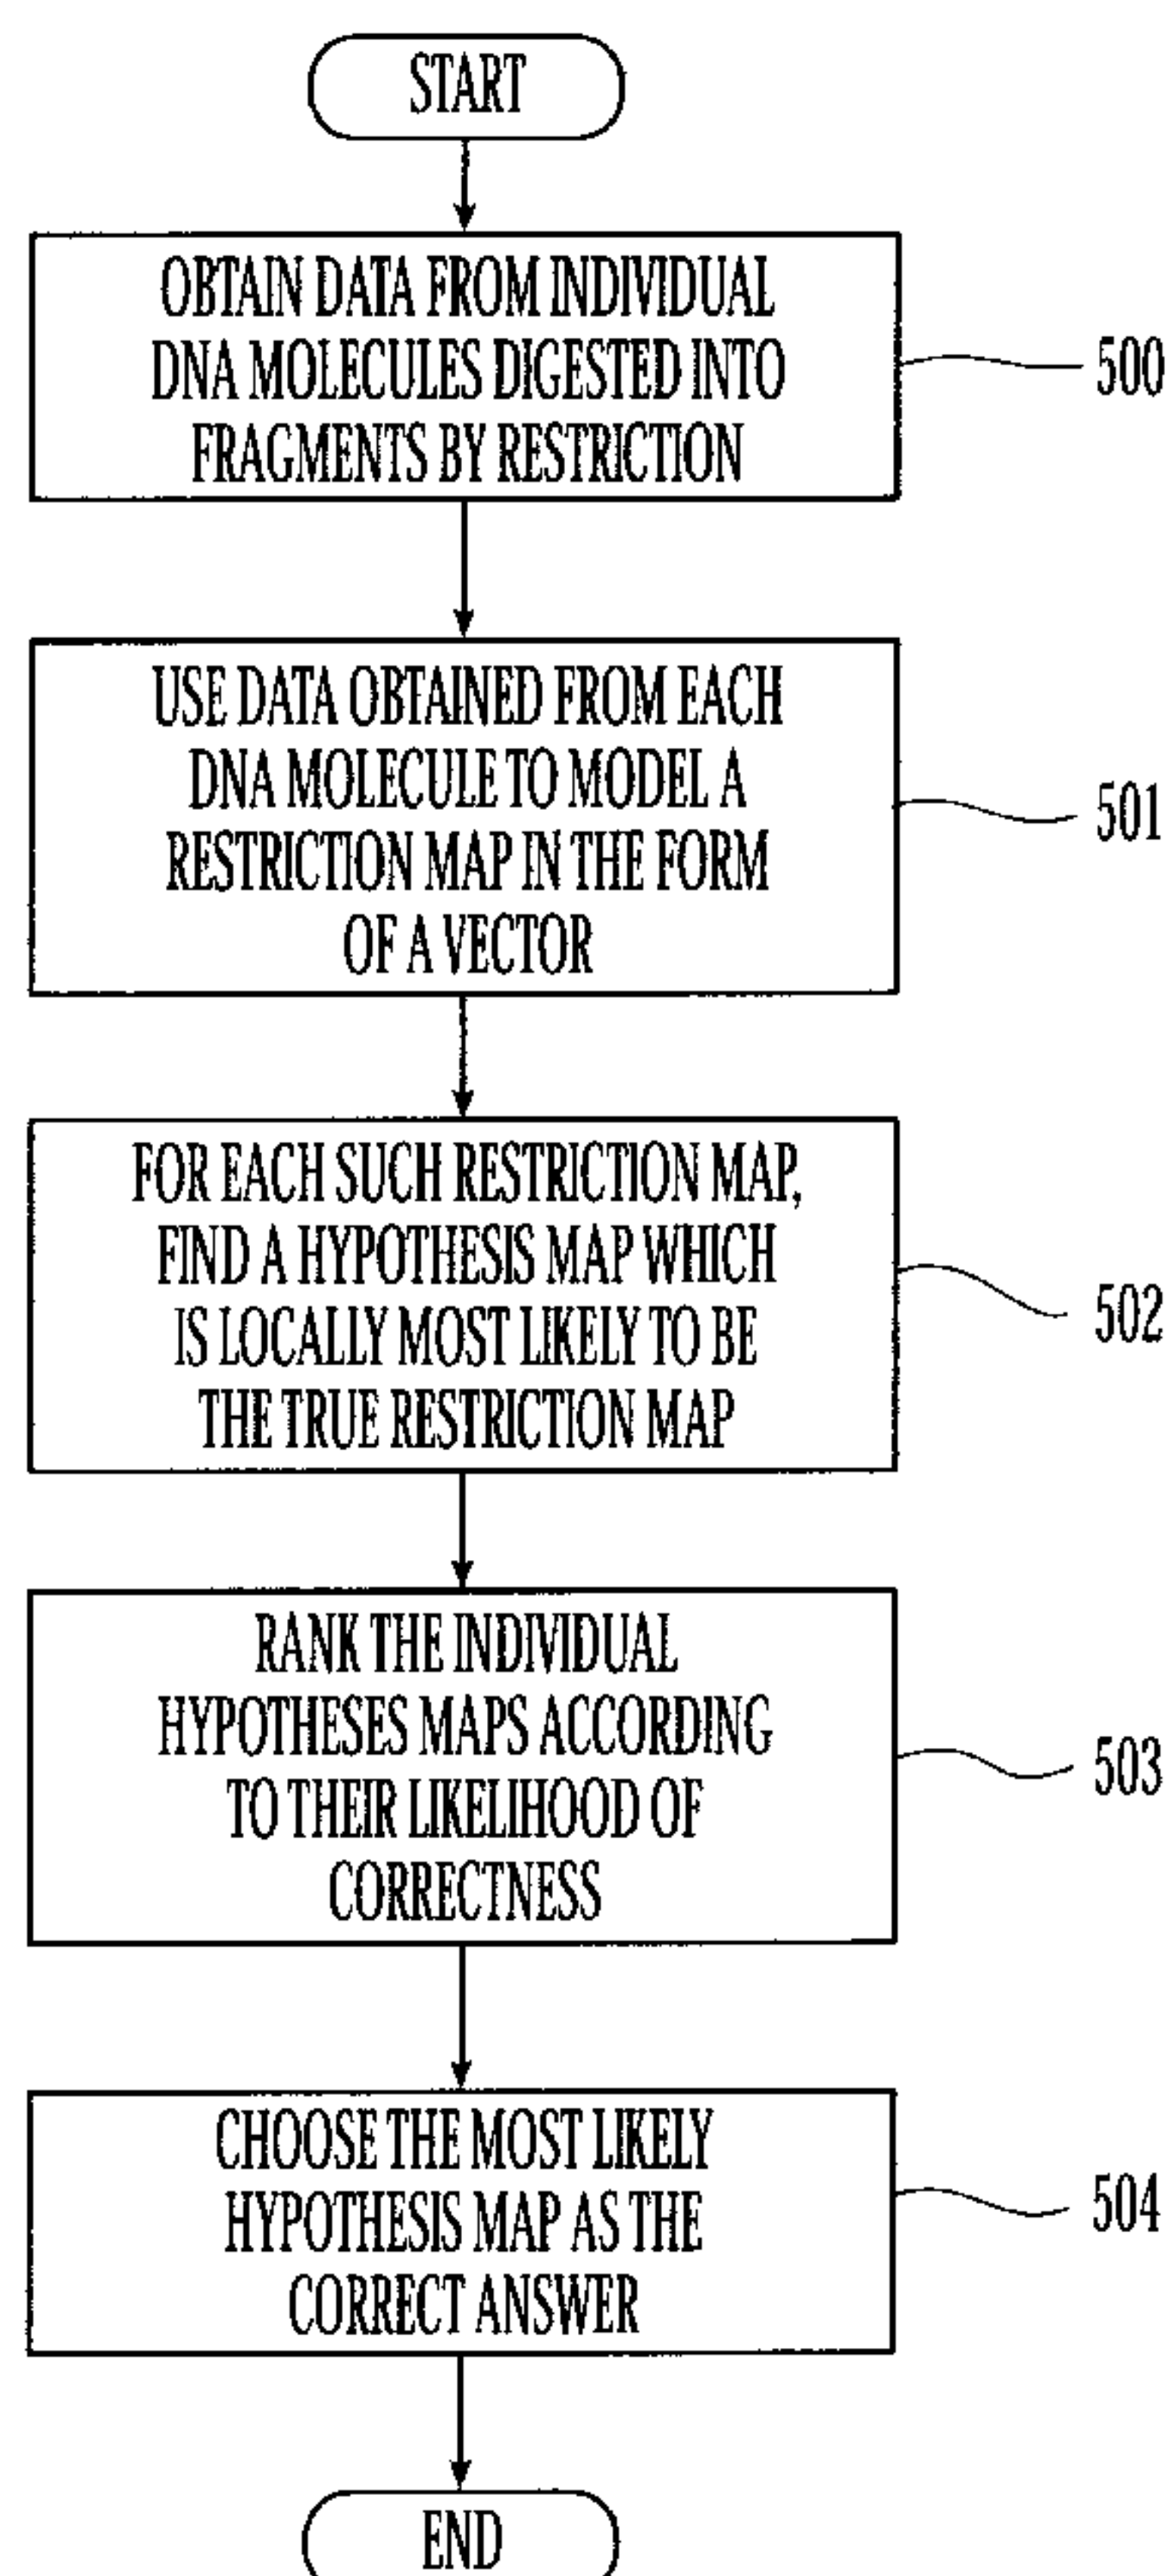 START
OBTAIN DATA FROM INDIVIDUAL
DNA MOLECULES DIGESTED INTO
FRAGMENTS BY RESTRICTION
500
USE DATA OBTAINED FROM EACH
DNA MOLECULE TO MODEL A
RESTRICTION MAP IN THE FORM
OF A VECTOR
501
FOR EACH SUCH RESTRICTION MAP,
FIND A HYPOTHESIS MAP WHICH
IS LOCALLY MOST LIKELY TO BE
THE TRUE RESTRICTION MAP
502
RANK THE INDIVIDUAL
HYPOTHESES MAPS ACCORDING
TO THEIR LIKELIHOOD OF
CORRECTNESS
503
CHOOSE THE MOST LIKELY
HYPOTHESIS MAP AS THE
CORRECT ANSWER
504
END